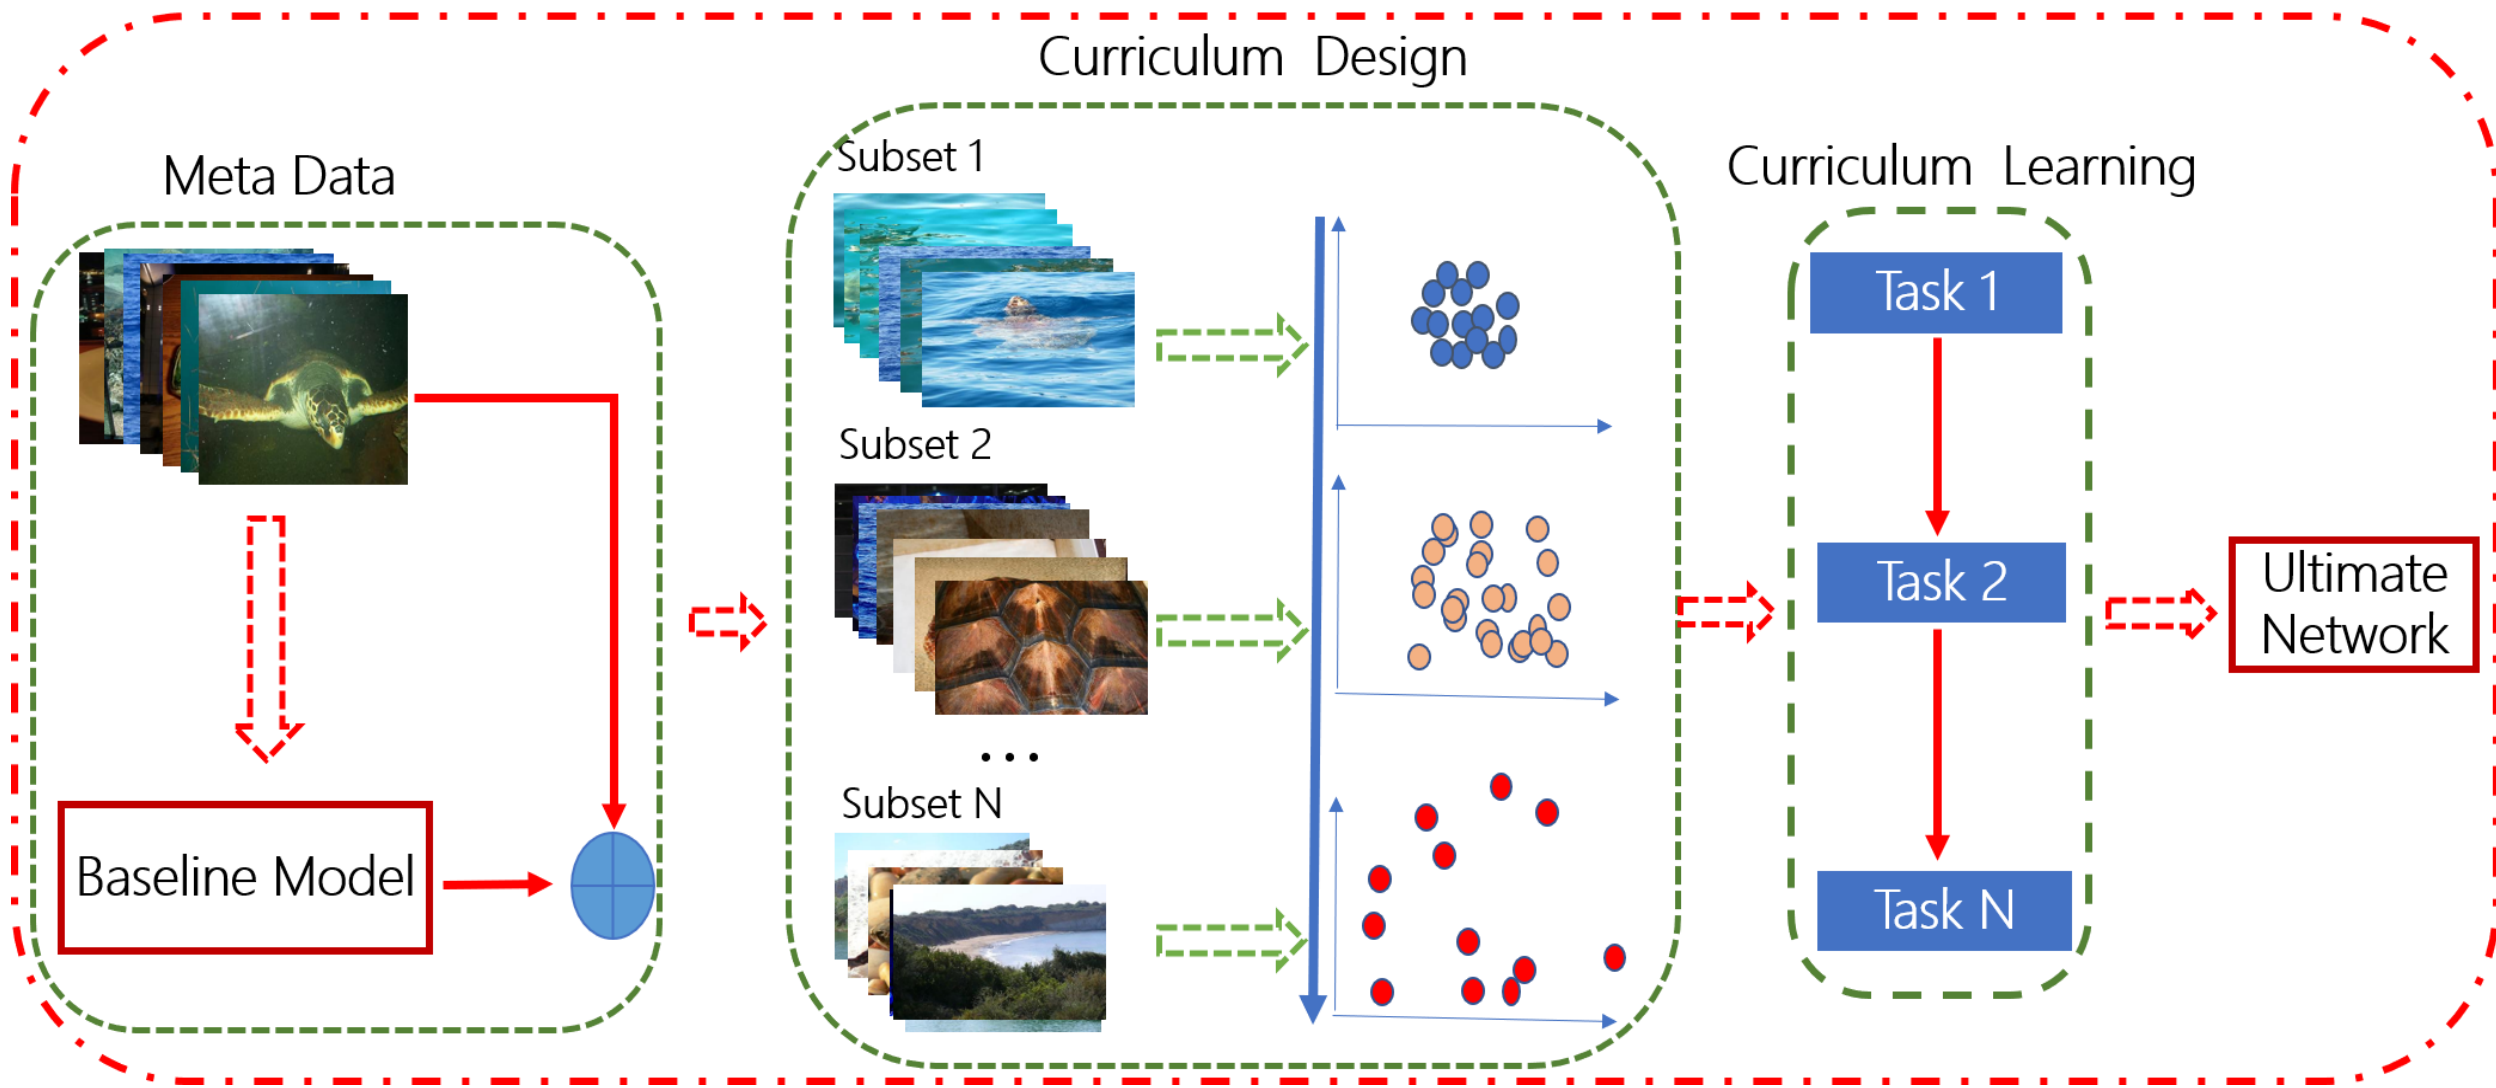 Curriculum Design
Meta Data
Subset 1
Curriculum Learning
Task 1
Subset 2
Task 2
Ultimate
Network
...
Subset N
Baseline Model
Task N